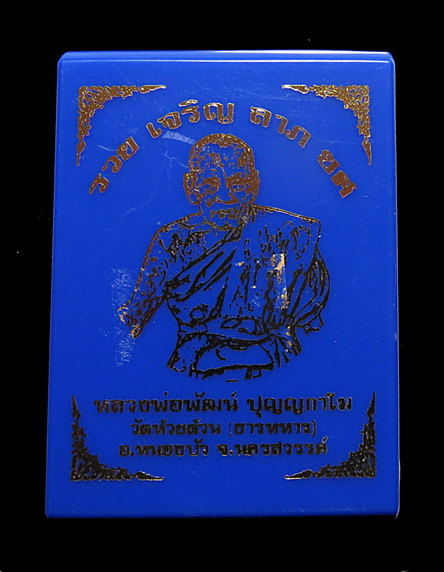 รวย เจริญ ลาภ ยศ
หลวงพ่อพัฒน์ ปุญญกาโม
วัดห้วยด้วน (ธารทหาร)
อ.หนองบัว จ.นครสวรรค์